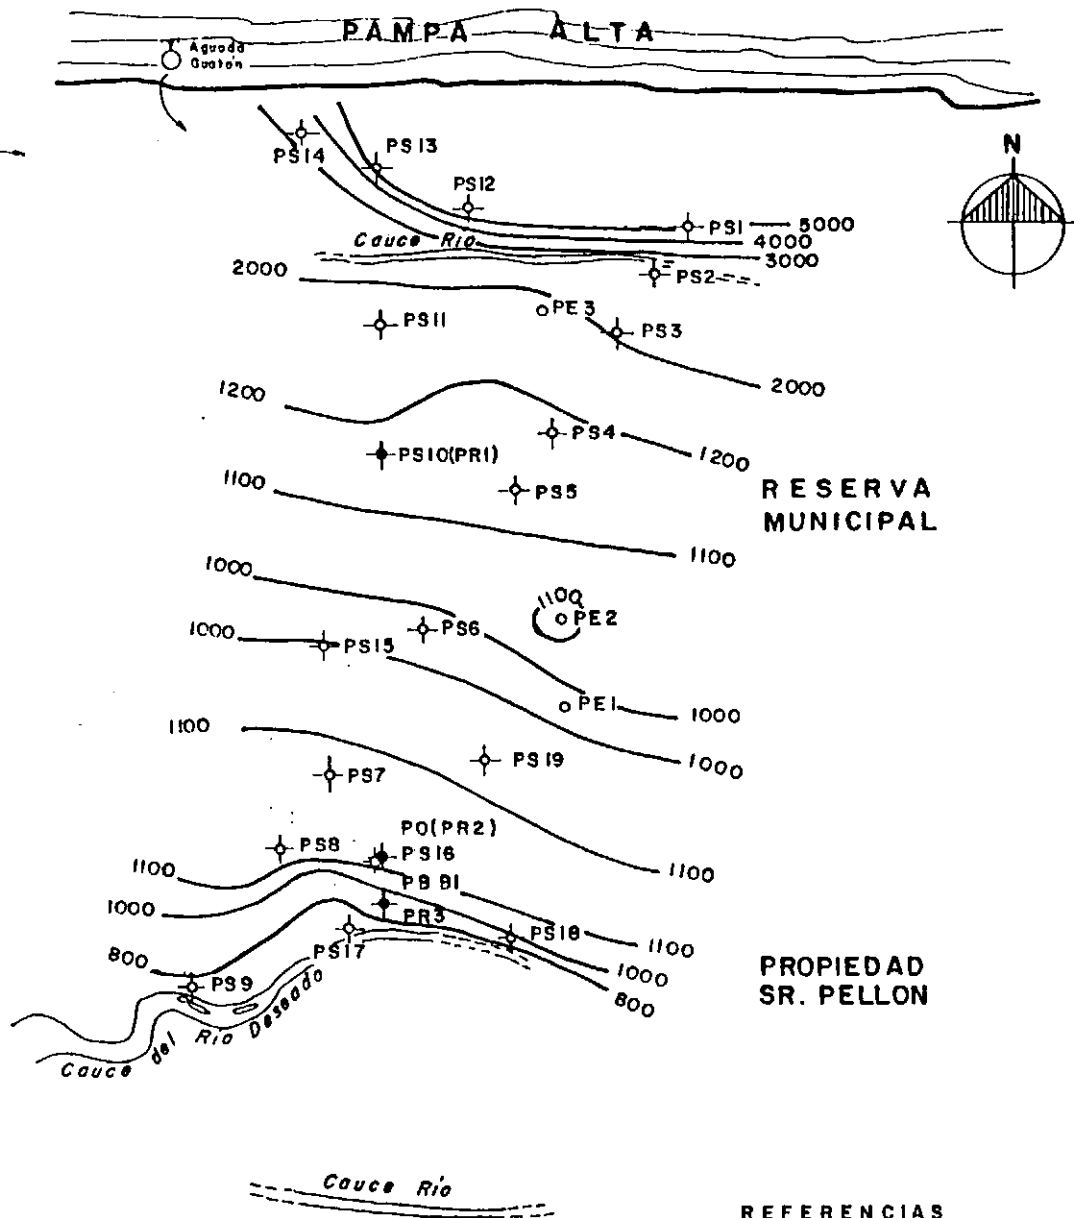 PAMPA ALTA
Aguada
Guatón
N
PS14
PS13
PS12
PS1
5000
4000
3000
Cauce Río
PS2
2000
PE3
PS3
PS11
2000
1200
PS4
PS10(PR1)
1200
PS5
RESERVA
MUNICIPAL
1100
1100
1000
1100
PE2
1000
PS6
PS15
PE1
1000
1000
1100
PS19
PS7
PO(PR2)
PS8
PS16
1100
PBB1
1100
1000
PR3
PS18
1100
PS17
1000
800
800
PS9
PROPIEDAD
SR. PELLON
Cauce del Río Deseado
Cauce Río
REFERENCIAS